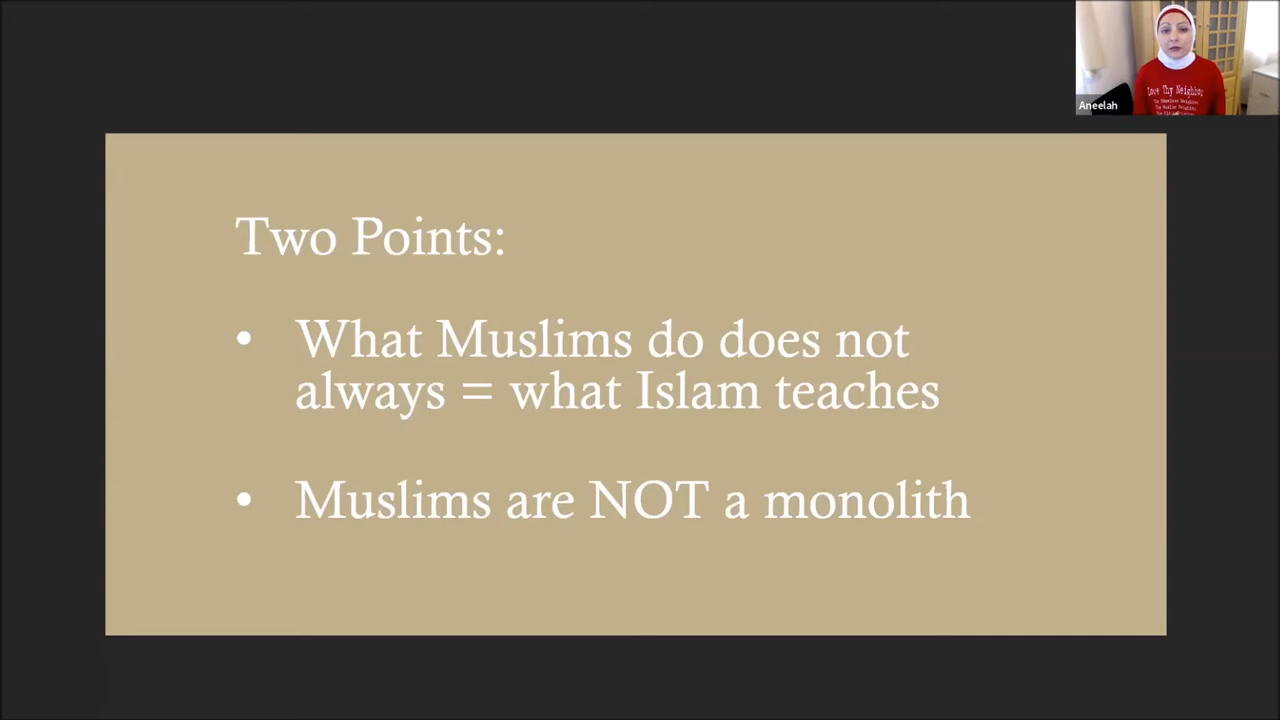 Two Points:
• What Muslims do does not
always = what Islam teaches
• Muslims are NOT a monolith
Aneelah
Love Thy Neighbor